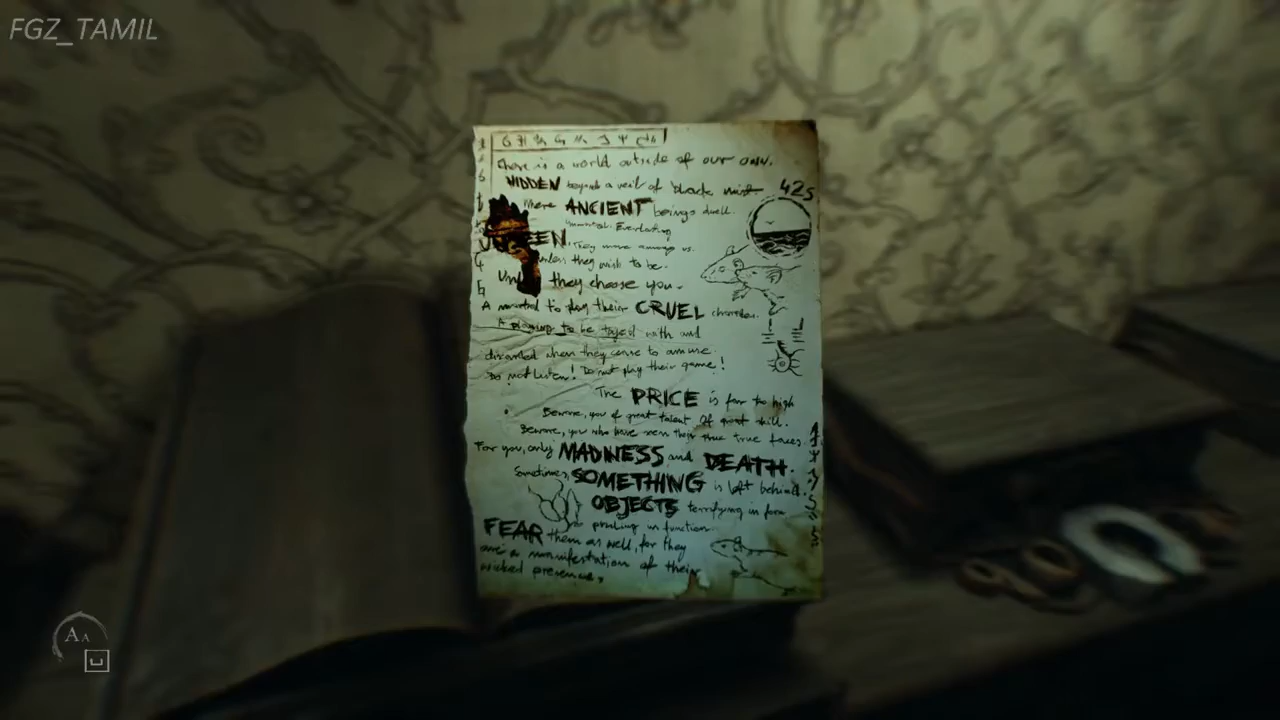 FGZ_TAMIL
There is a world outside of our own.
HIDDEN beyond a veil of black mist
425
where ANCIENT beings dwell.
Everlasting
They move among us.
unless they wish to be.
they choose you.
A to play their CRUEL charades.
A to be toyed with and
discarded when they cease to amuse.
Do not listen! Do not play their game!
The PRICE is far to high
Beware, you of great talent. Of great skill.
Beware, you who have seen their true faces.
For you, only MADNESS and DEATH.
Sometimes, SOMETHING is left behind.
OBJECTS terrifying in form
or puzzling in function.
FEAR them as well, for they
are a manifestation of their
wicked presence.
AA